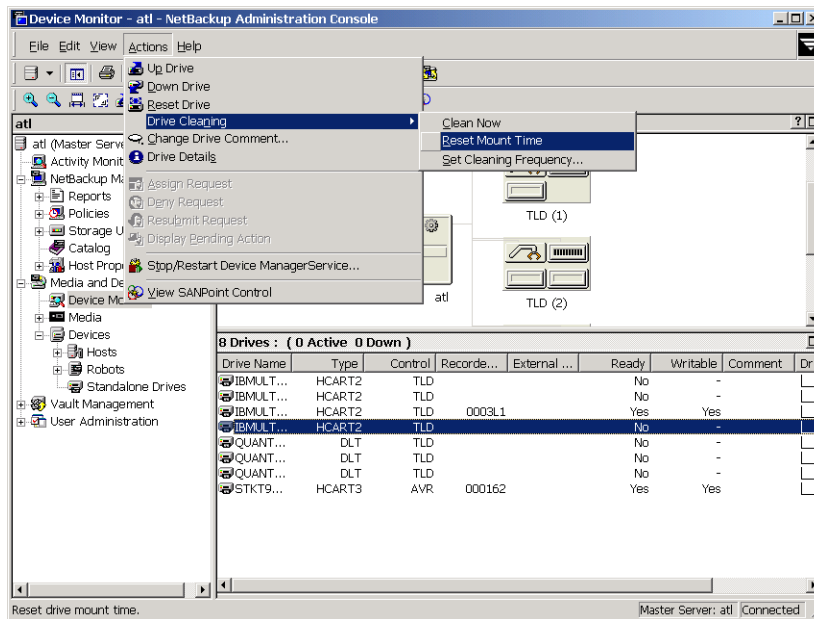 Device Monitor - atl - NetBackup Administration Console
File Edit View Actions Help
Up Drive
Down Drive
Reset Drive
Drive Cleaning
Change Drive Comment...
Drive Details
Assign Request
Deny Request
Resubmit Request
Display Pending Action
Stop/Restart Device ManagerService...
View SANPoint Control
Clean Now
Reset Mount Time
Set Cleaning Frequency...
atl
atl (Master Serve
Activity Monit
NetBackup Ma
Reports
Policies
Storage U
Catalog
Host Prop
Media and De
Device Mo
Media
Devices
Hosts
Robots
Standalone Drives
Vault Management
User Administration
TLD (1)
atl
TLD (2)
8 Drives : ( 0 Active 0 Down )
Drive Name Type Control Recorde... External ... Ready Writable Comment Dr
IBMULT... HCART2 TLD No -
IBMULT... HCART2 TLD No -
IBMULT... HCART2 TLD 0003L1 Yes Yes
IBMULT... HCART2 TLD No -
QUANT... DLT TLD No -
QUANT... DLT TLD No -
QUANT... DLT TLD No -
STKT9... HCART3 AVR 000162 Yes Yes
Reset drive mount time. Master Server: atl Connected